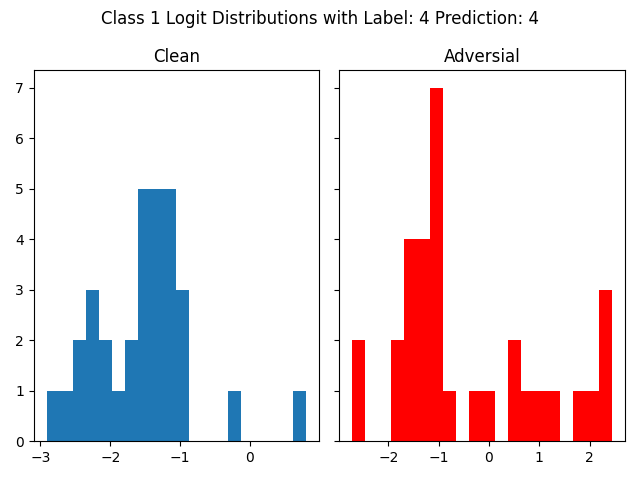 Class 1 Logit Distributions with Label: 4 Prediction: 4
Clean
Adversial
7
6
5
4
3
2
1
0
−3 −2 −1 0
−2 −1 0 1 2